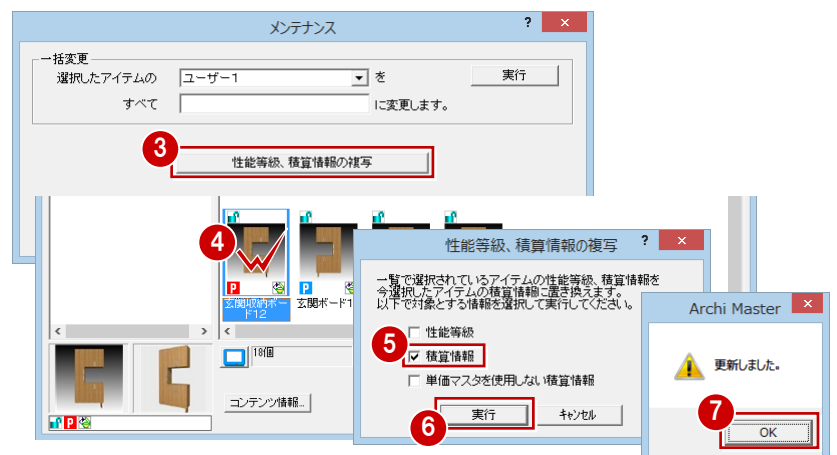 メンテナンス
? ×
一括変更
選択したアイテムの ユーザー1 を 実行
すべて に変更します。
3
性能等級、積算情報の複写
4
P
P
玄関収納ボー
ド12
玄関ボード1
< > <
18個
コンテンツ情報...
P
性能等級、積算情報の複写 ? ×
一覧で選択されているアイテムの性能等級、積算情報を
今選択したアイテムの積算情報に置き換えます。
以下で対象とする情報を選択して実行してください。
性能等級
5
積算情報
単価マスタを使用しない積算情報
6
実行 キャンセル
Archi Master ×
更新しました。
7
OK